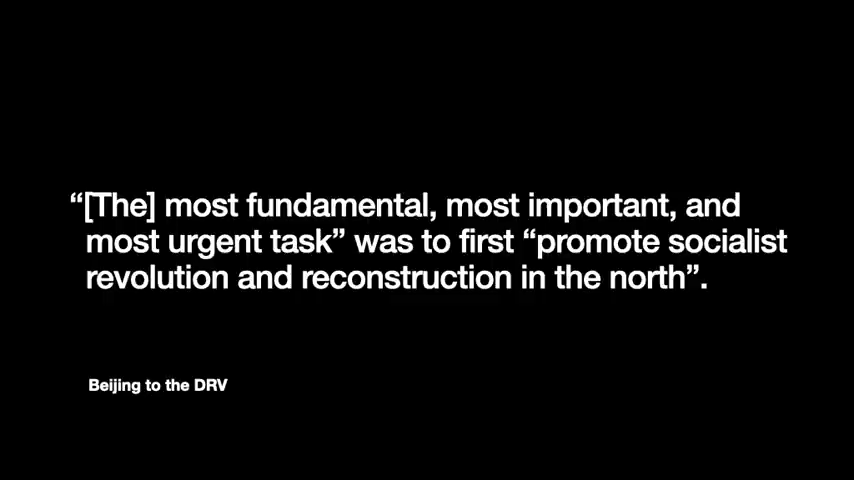 “[The] most fundamental, most important, and
most urgent task” was to first “promote socialist
revolution and reconstruction in the north”.
Beijing to the DRV